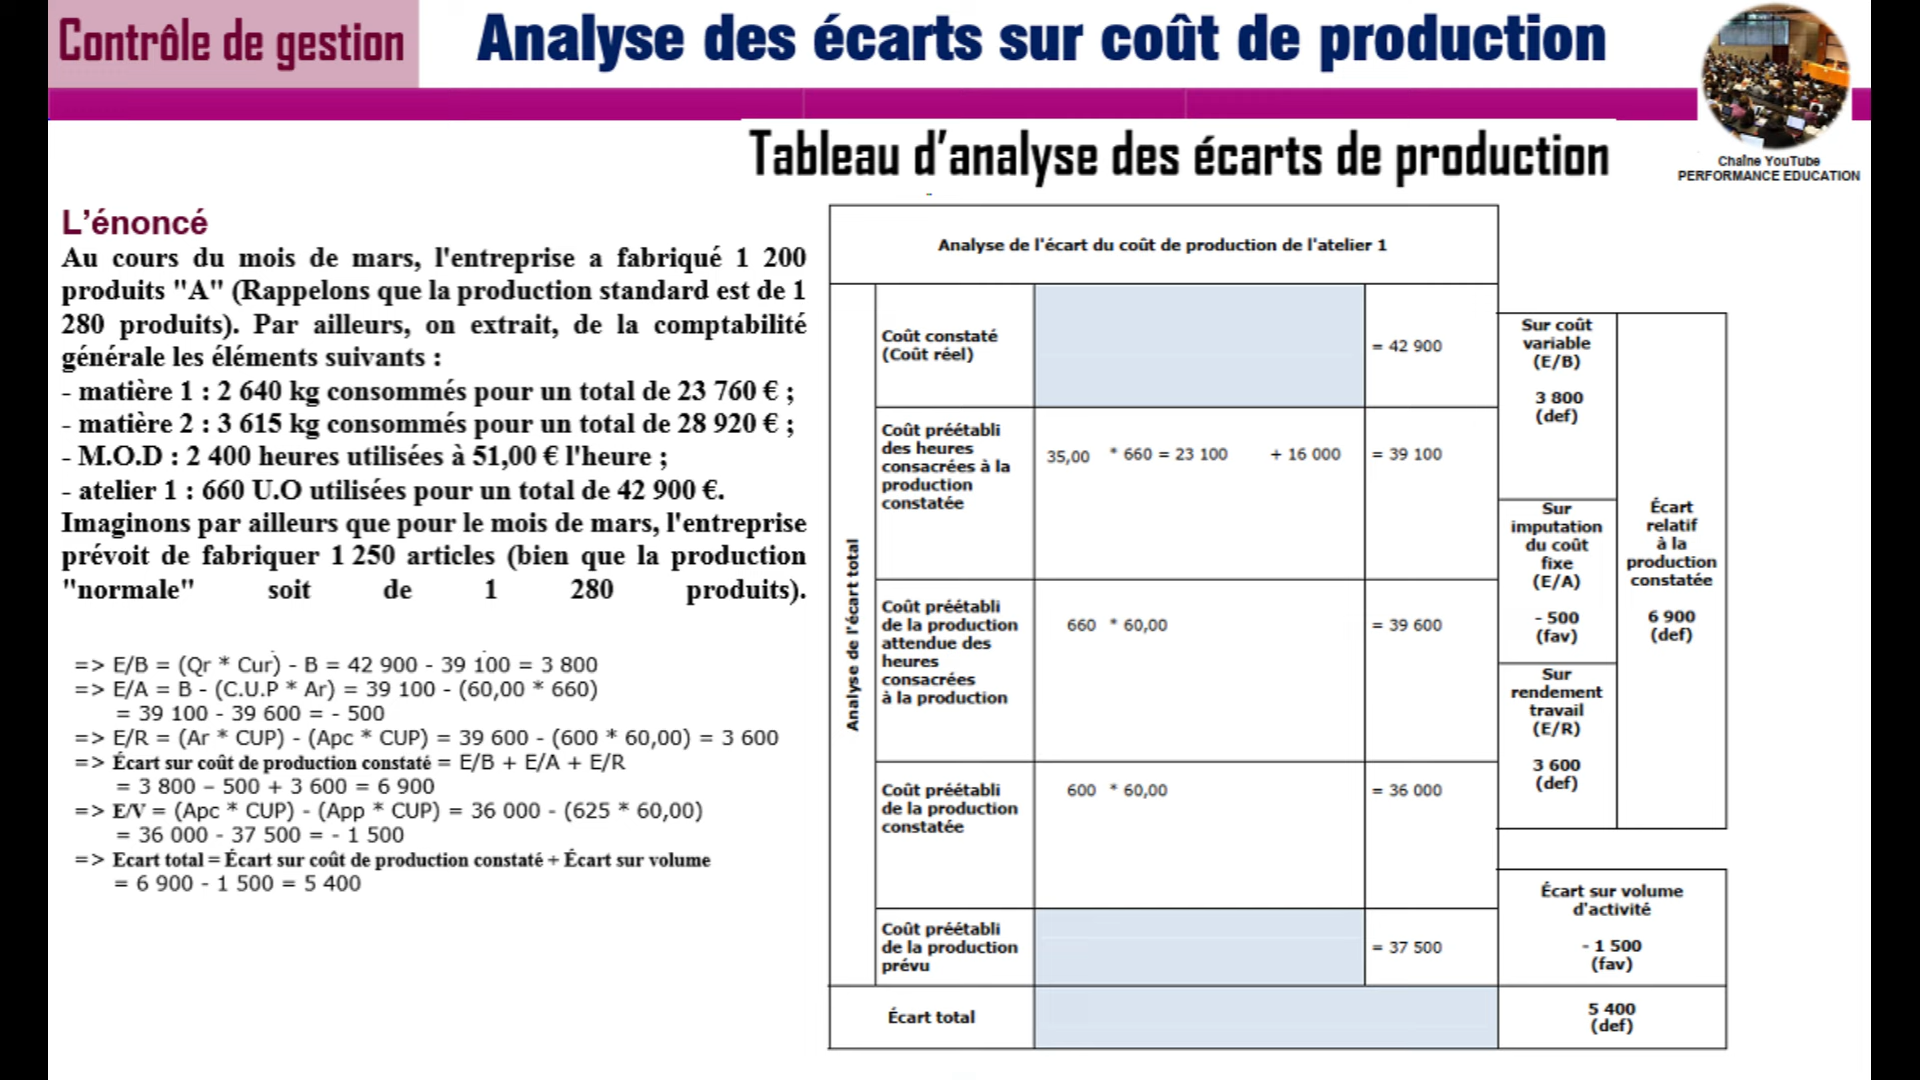 Contrôle de gestion
Analyse des écarts sur coût de production
Chaîne YouTube
PERFORMANCE EDUCATION
Tableau d'analyse des écarts de production
L'énoncé
Au cours du mois de mars, l'entreprise a fabriqué 1 200
produits "A" (Rappelons que la production standard est de 1
280 produits). Par ailleurs, on extrait, de la comptabilité
générale les éléments suivants :
- matière 1 : 2 640 kg consommés pour un total de 23 760 € ;
- matière 2 : 3 615 kg consommés pour un total de 28 920 € ;
- M.O.D : 2 400 heures utilisées à 51,00 € l'heure ;
- atelier 1 : 660 U.O utilisées pour un total de 42 900 €.
Imaginons par ailleurs que pour le mois de mars, l'entreprise
prévoit de fabriquer 1 250 articles (bien que la production
"normale" soit de 1 280 produits).
=> E/B = (Qr * Cur) - B = 42 900 - 39 100 = 3 800
=> E/A = B - (C.U.P * Ar) = 39 100 - (60,00 * 660)
= 39 100 - 39 600 = - 500
=> E/R = (Ar * CUP) - (Apc * CUP) = 39 600 - (600 * 60,00) = 3 600
=> Écart sur coût de production constaté = E/B + E/A + E/R
= 3 800 – 500 + 3 600 = 6 900
=> E/V = (Apc * CUP) - (App * CUP) = 36 000 - (625 * 60,00)
= 36 000 - 37 500 = - 1 500
=> Ecart total = Écart sur coût de production constaté + Écart sur volume
= 6 900 - 1 500 = 5 400
Analyse de l'écart du coût de production de l'atelier 1
Analyse de l'écart total
Coût constaté
(Coût réel)
= 42 900
Coût préétabli
des heures
consacrées à la
production
constatée
35,00 * 660 = 23 100 + 16 000 = 39 100
Coût préétabli
de la production
attendue des
heures
consacrées
à la production
660 * 60,00 = 39 600
Coût préétabli
de la production
constatée
600 * 60,00 = 36 000
Coût préétabli
de la production
prévu
= 37 500
Écart total
Sur coût
variable
(E/B)
3 800
(def)
Sur
imputation
du coût
fixe
(E/A)
- 500
(fav)
Sur
rendement
travail
(E/R)
3 600
(def)
Écart
relatif
à la
production
constatée
6 900
(def)
Écart sur volume
d'activité
- 1 500
(fav)
5 400
(def)